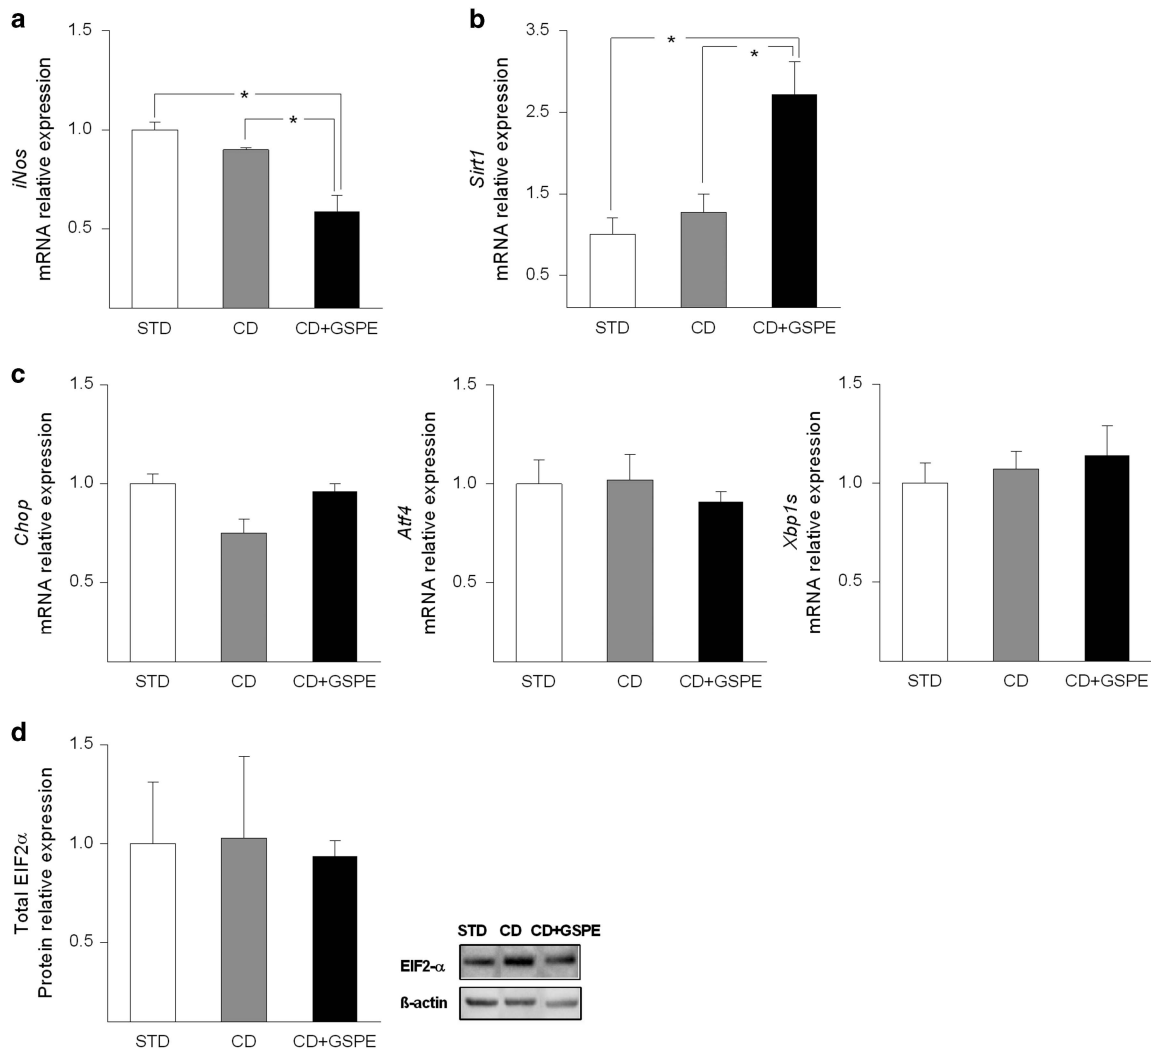 a
iNos
mRNA relative expression
1.5
1.0
0.5
*
*
STD CD CD+GSPE
b
Sirt1
mRNA relative expression
3.5
2.5
1.5
0.5
*
*
STD CD CD+GSPE
c
Chop
mRNA relative expression
1.5
1.0
0.5
STD CD CD+GSPE
Atf4
mRNA relative expression
1.5
1.0
0.5
STD CD CD+GSPE
Xbp1s
mRNA relative expression
1.5
1.0
0.5
STD CD CD+GSPE
d
Total EIF2α
Protein relative expression
1.5
1.0
0.5
STD CD CD+GSPE
STD CD CD+GSPE
EIF2-α
ß-actin